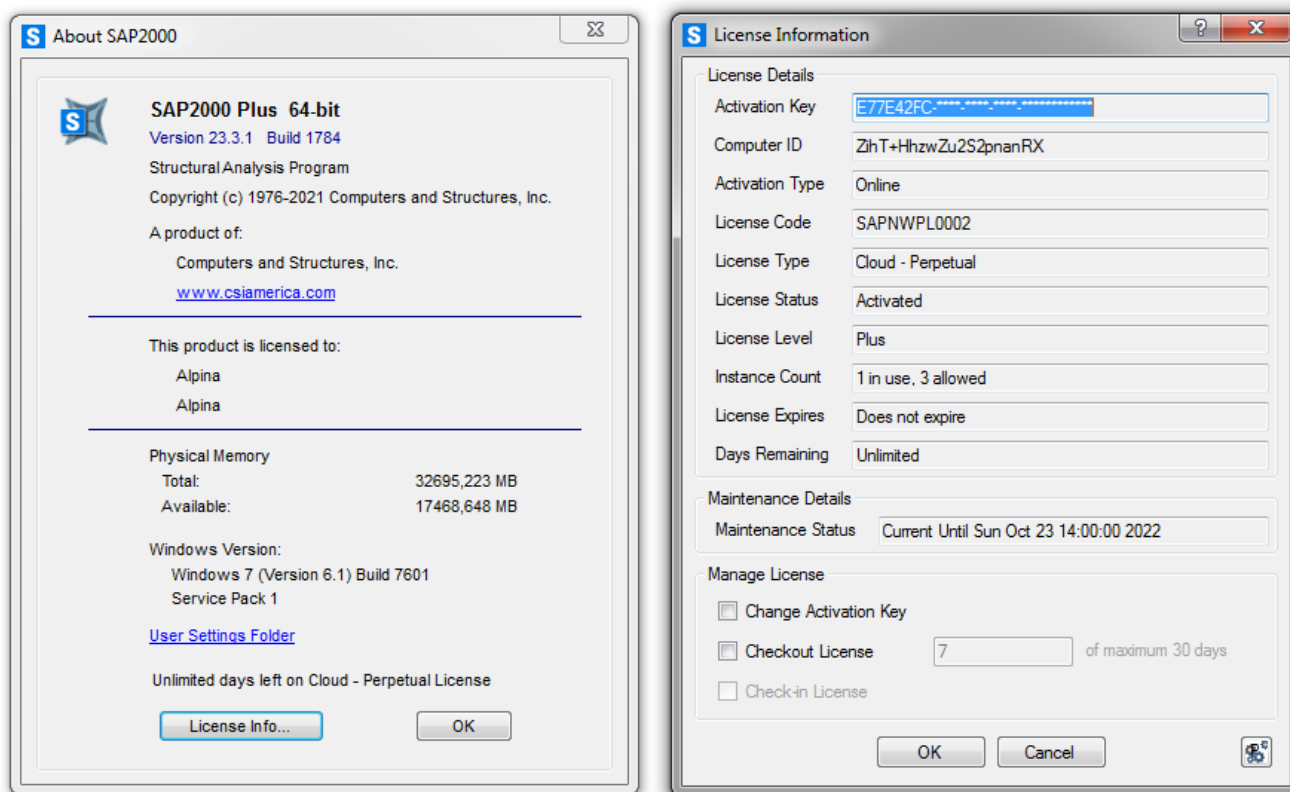 About SAP2000
SAP2000 Plus 64-bit
Version 23.3.1 Build 1784
Structural Analysis Program
Copyright (c) 1976-2021 Computers and Structures, Inc.
A product of:
Computers and Structures, Inc.
www.csiamerica.com
This product is licensed to:
Alpina
Alpina
Physical Memory
Total: 32695,223 MB
Available: 17468,648 MB
Windows Version:
Windows 7 (Version 6.1) Build 7601
Service Pack 1
User Settings Folder
Unlimited days left on Cloud - Perpetual License
License Info... OK
License Information
License Details
Activation Key E77E42FC-****-****-****-************
Computer ID ZihT+HhzwZu2S2pnanRX
Activation Type Online
License Code SAPNWPL0002
License Type Cloud - Perpetual
License Status Activated
License Level Plus
Instance Count 1 in use, 3 allowed
License Expires Does not expire
Days Remaining Unlimited
Maintenance Details
Maintenance Status Current Until Sun Oct 23 14:00:00 2022
Manage License
Change Activation Key
Checkout License 7 of maximum 30 days
Check-in License
OK Cancel